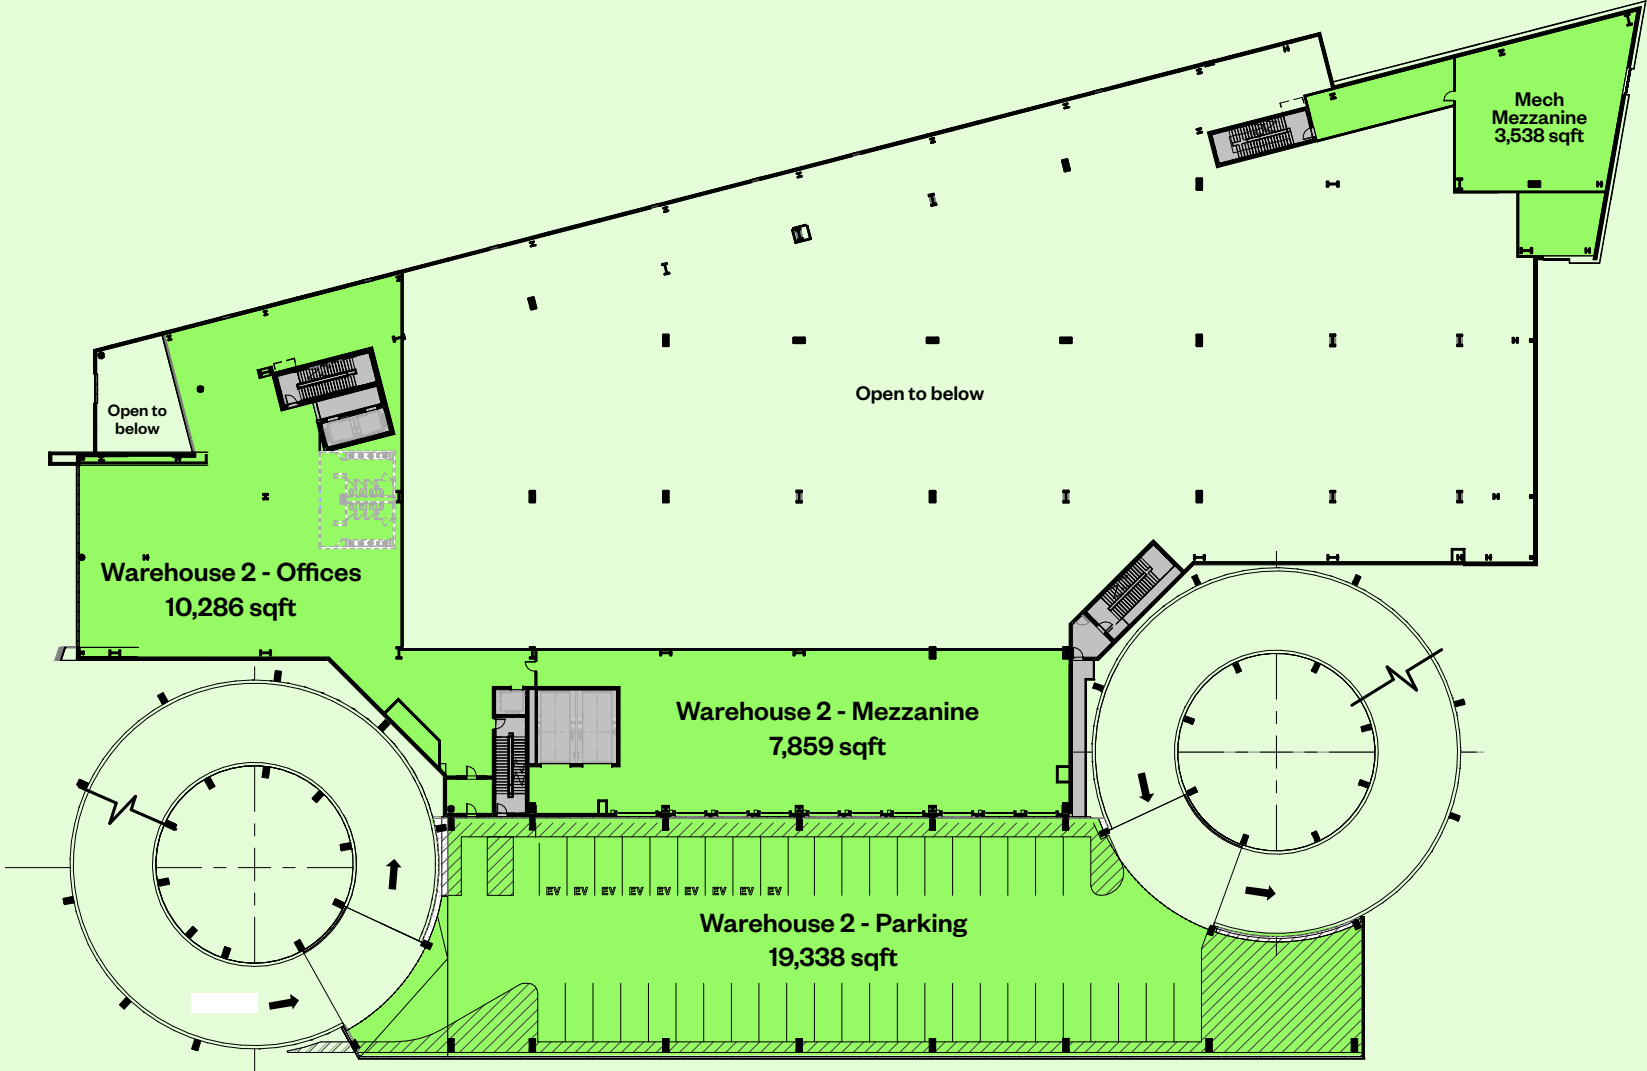 Mech
Mezzanine
3,538 sqft
Open to below
Open to
below
Warehouse 2 - Offices
10,286 sqft
Warehouse 2 - Mezzanine
7,859 sqft
EV EV EV EV EV EV EV EV EV
Warehouse 2 - Parking
19,338 sqft